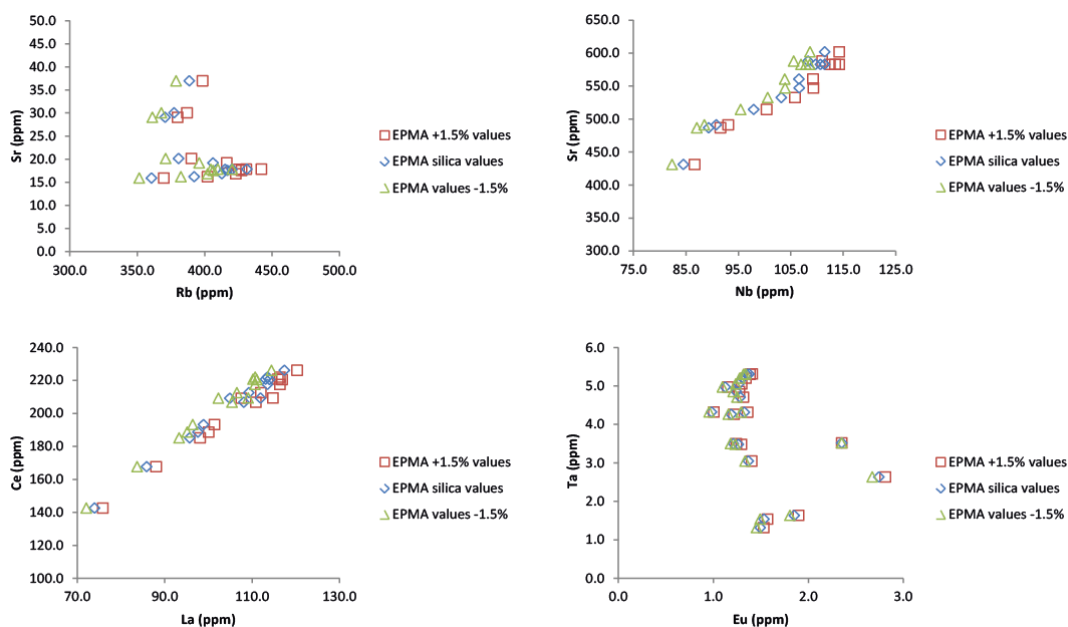 50.0
45.0
40.0
35.0
30.0
25.0
20.0
15.0
10.0
5.0
0.0
Sr (ppm)
300.0 350.0 400.0 450.0 500.0
Rb (ppm)
EPMA +1.5% values
EPMA silica values
EPMA values -1.5%
650.0
600.0
550.0
500.0
450.0
400.0
350.0
300.0
Sr (ppm)
75.0 85.0 95.0 105.0 115.0 125.0
Nb (ppm)
EPMA +1.5% values
EPMA silica values
EPMA values -1.5%
240.0
220.0
200.0
180.0
160.0
140.0
120.0
100.0
Ce (ppm)
70.0 90.0 110.0 130.0
La (ppm)
EPMA +1.5% values
EPMA silica values
EPMA values -1.5%
6.0
5.0
4.0
3.0
2.0
1.0
0.0
Ta (ppm)
0.0 1.0 2.0 3.0
Eu (ppm)
EPMA +1.5% values
EPMA silica values
EPMA values -1.5%